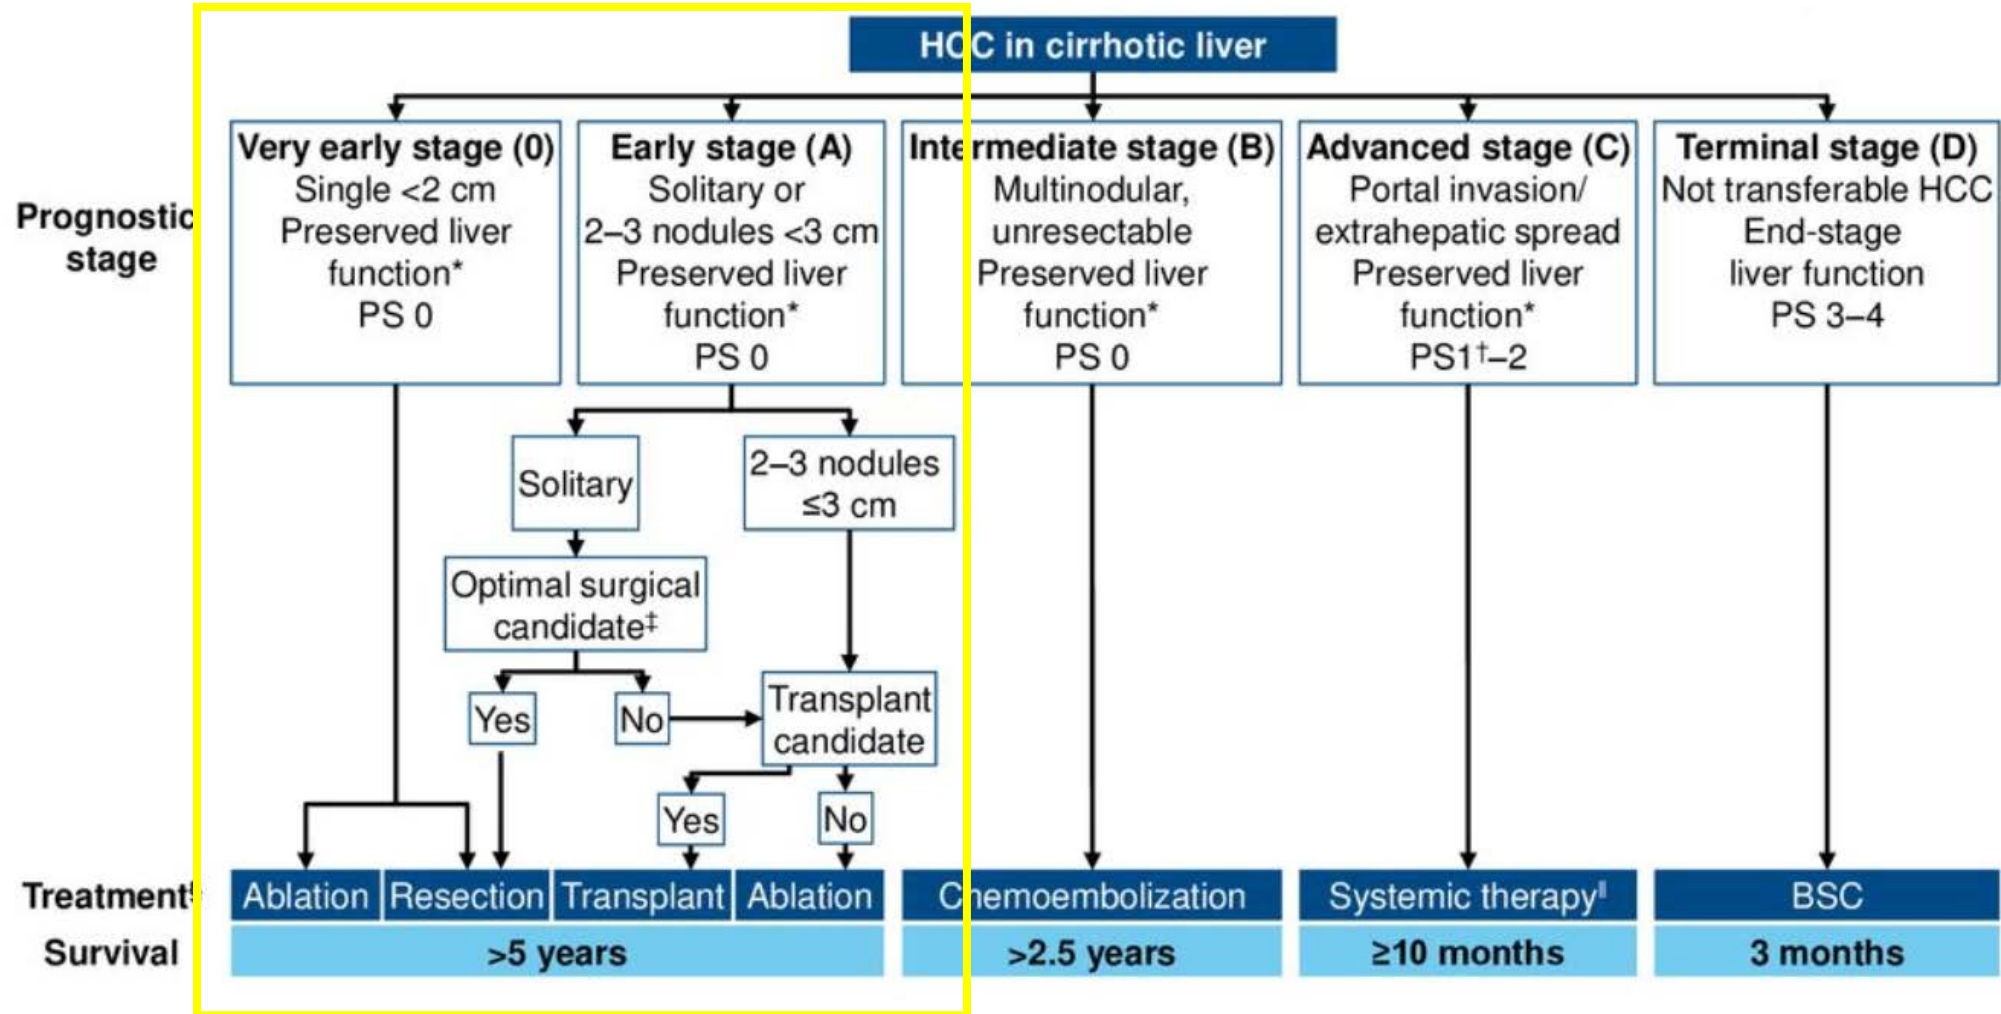 HCC in cirrhotic liver
Prognostic
stage
Very early stage (0)
Single <2 cm
Preserved liver
function*
PS 0
Early stage (A)
Solitary or
2–3 nodules <3 cm
Preserved liver
function*
PS 0
Intermediate stage (B)
Multinodular,
unresectable
Preserved liver
function*
PS 0
Advanced stage (C)
Portal invasion/
extrahepatic spread
Preserved liver
function*
PS1†–2
Terminal stage (D)
Not transferable HCC
End-stage
liver function
PS 3–4
Solitary
2–3 nodules
≤3 cm
Optimal surgical
candidate‡
Yes
No
Transplant
candidate
Yes
No
Treatment§
Ablation
Resection
Transplant
Ablation
Chemoembolization
Systemic therapy‖
BSC
Survival
>5 years
>2.5 years
≥10 months
3 months